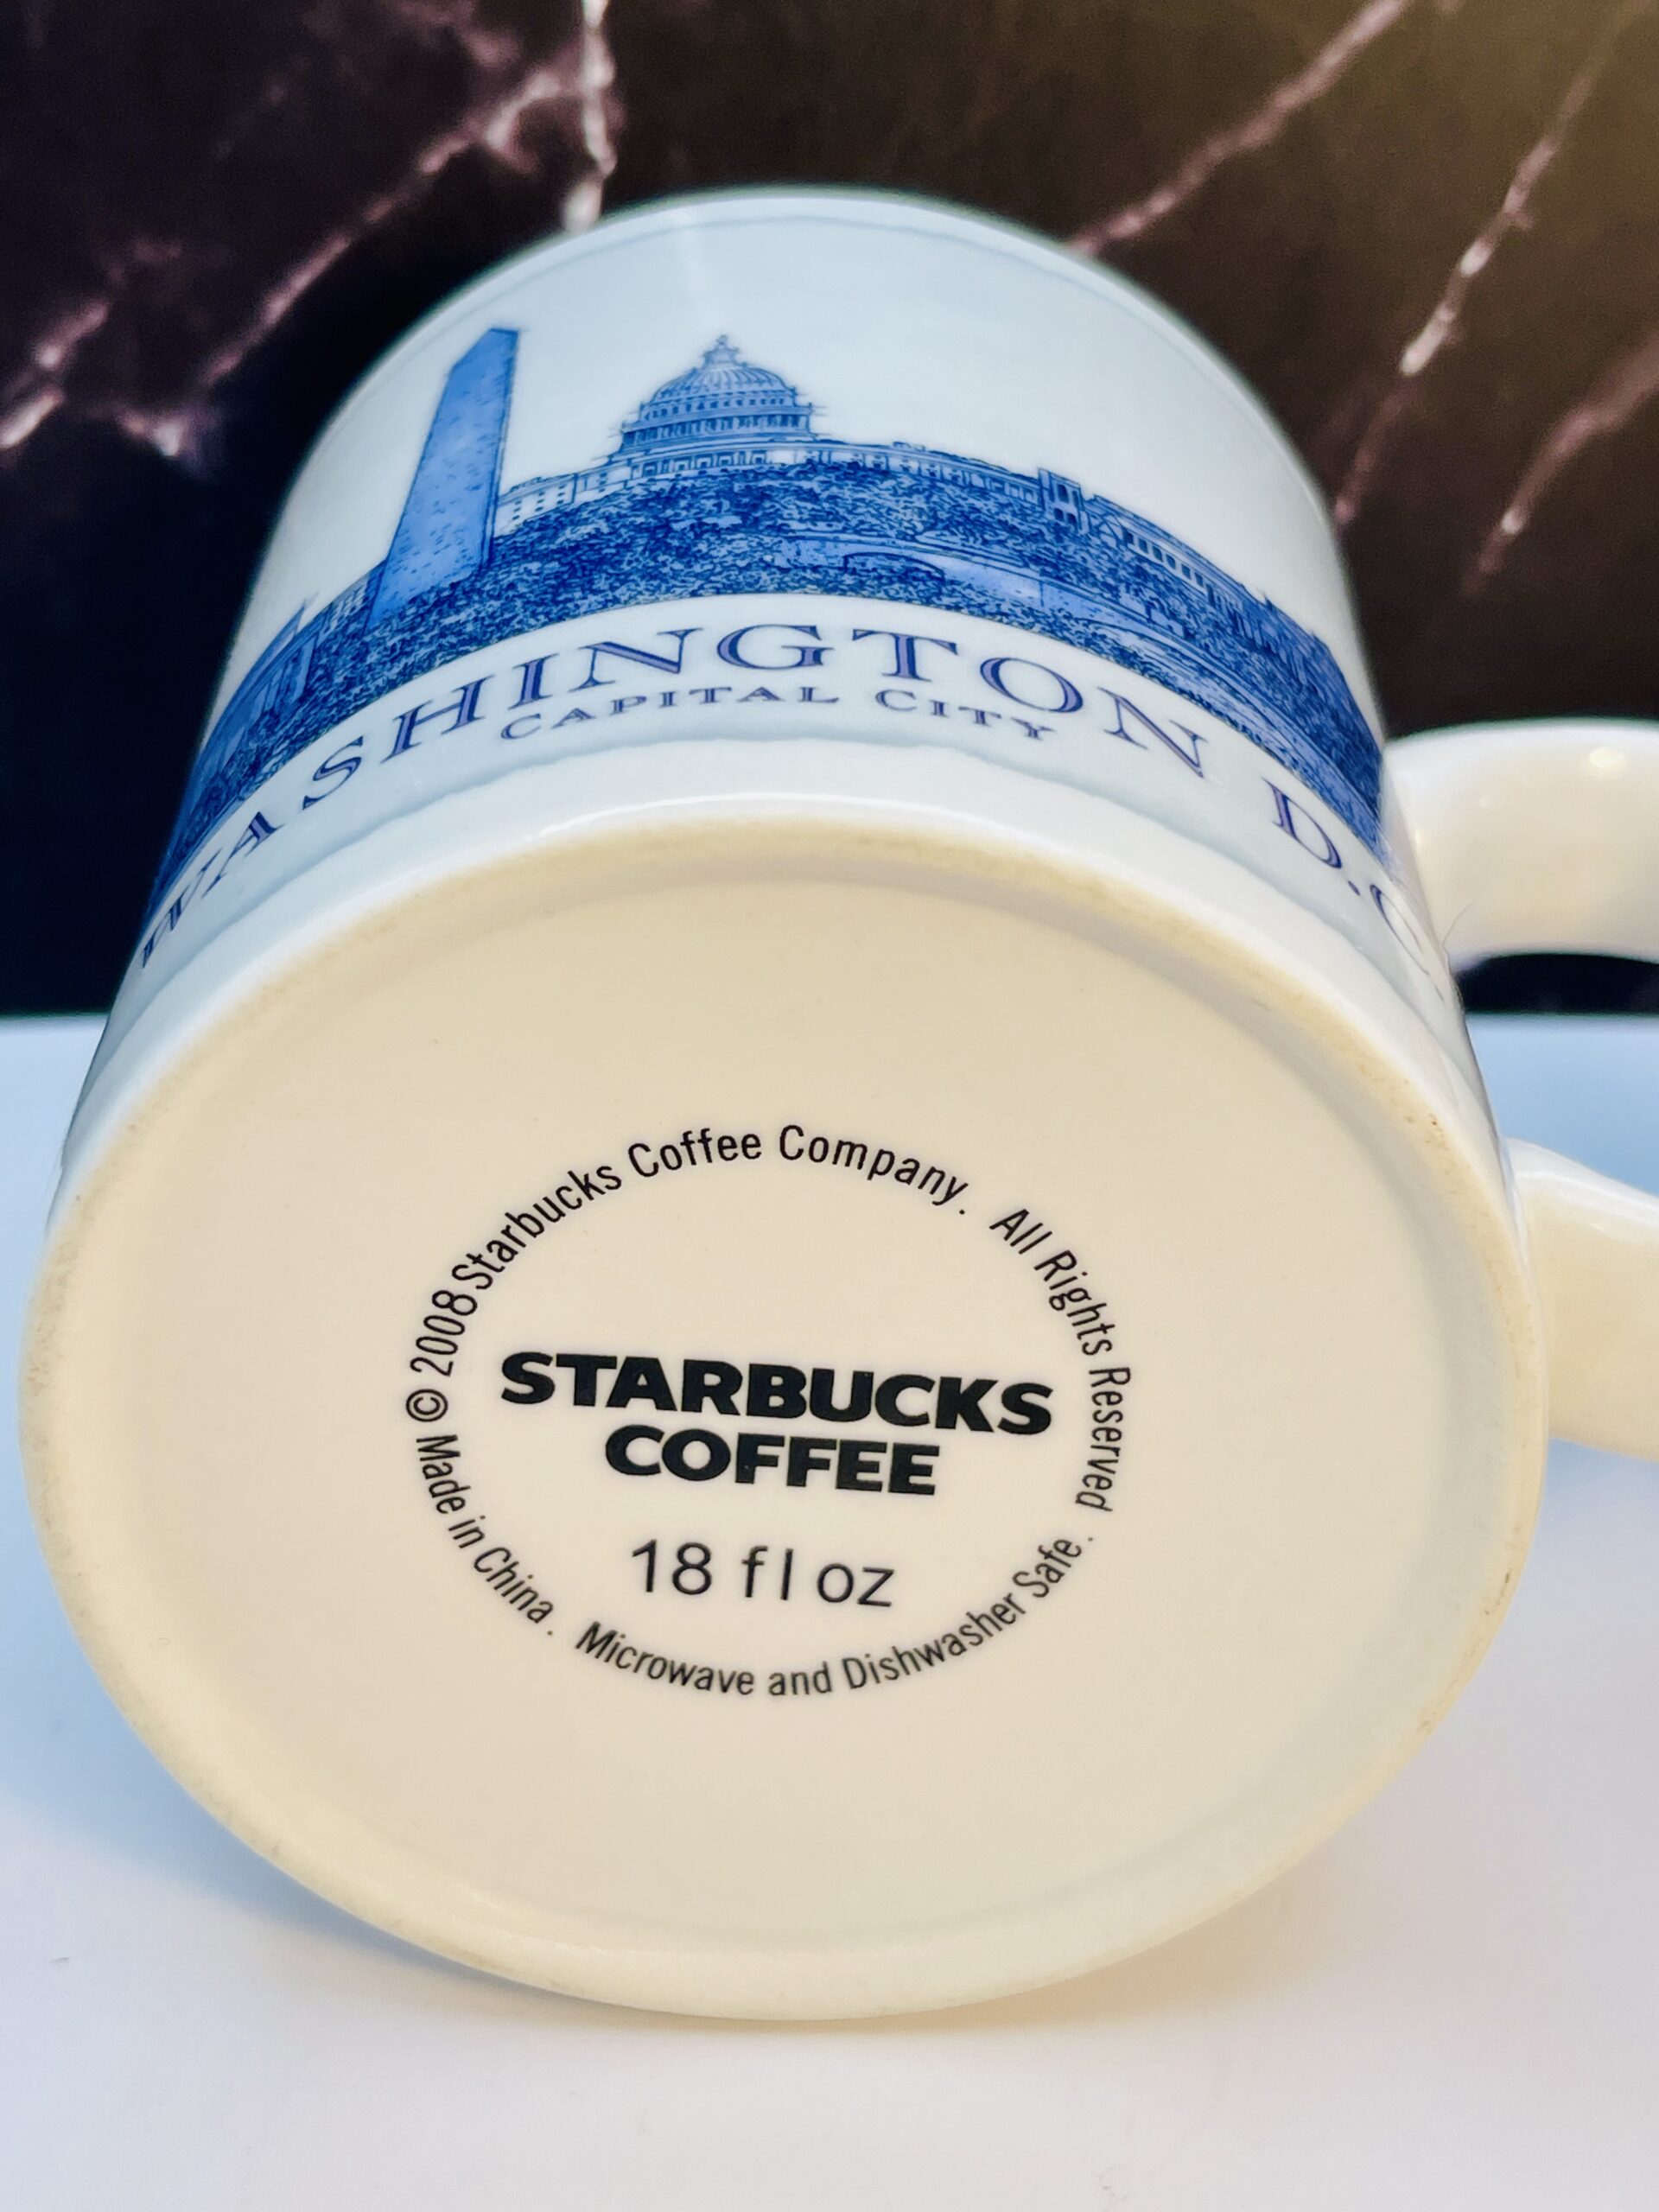 WASHINGTON D.C.
CAPITAL CITY
© 2008 Starbucks Coffee Company. All Rights Reserved.
STARBUCKS
COFFEE
18 fl oz
Made in China. Microwave and Dishwasher Safe.